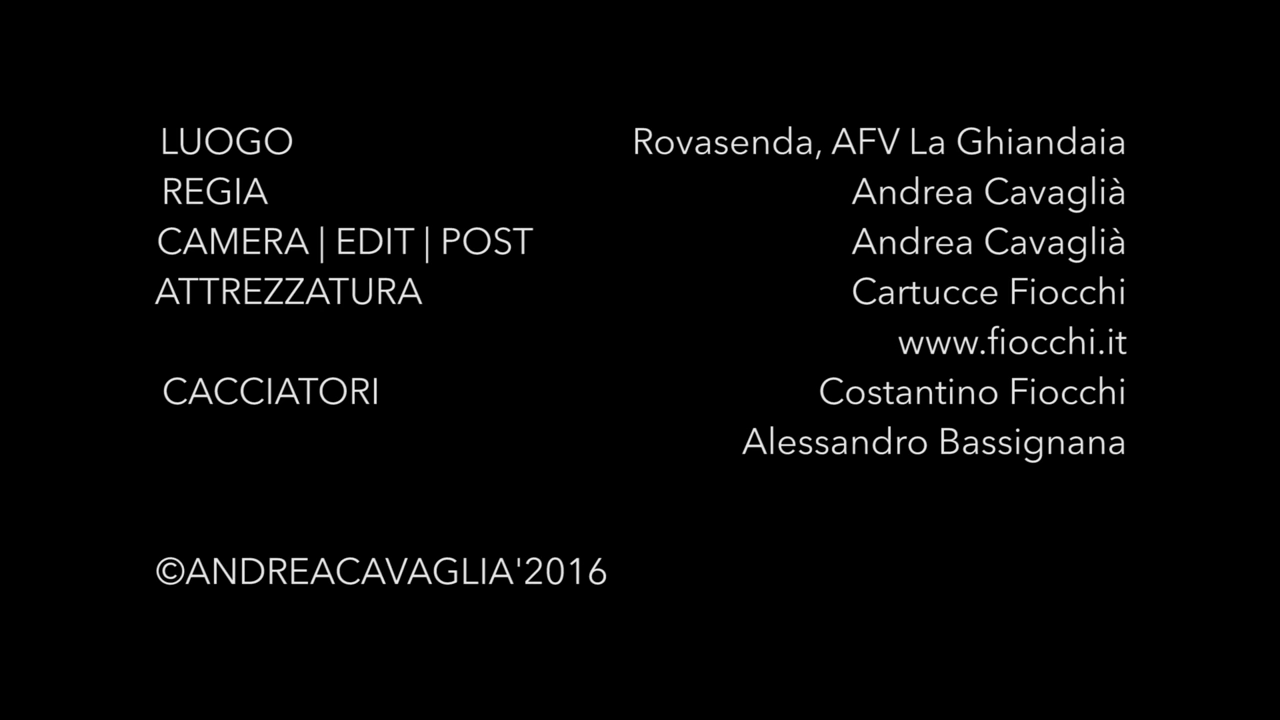 LUOGO Rovasenda, AFV La Ghiandaia
REGIA Andrea Cavaglià
CAMERA | EDIT | POST Andrea Cavaglià
ATTREZZATURA Cartucce Fiocchi
www.fiocchi.it
CACCIATORI Costantino Fiocchi
Alessandro Bassignana
©ANDREACAVAGLIA'2016